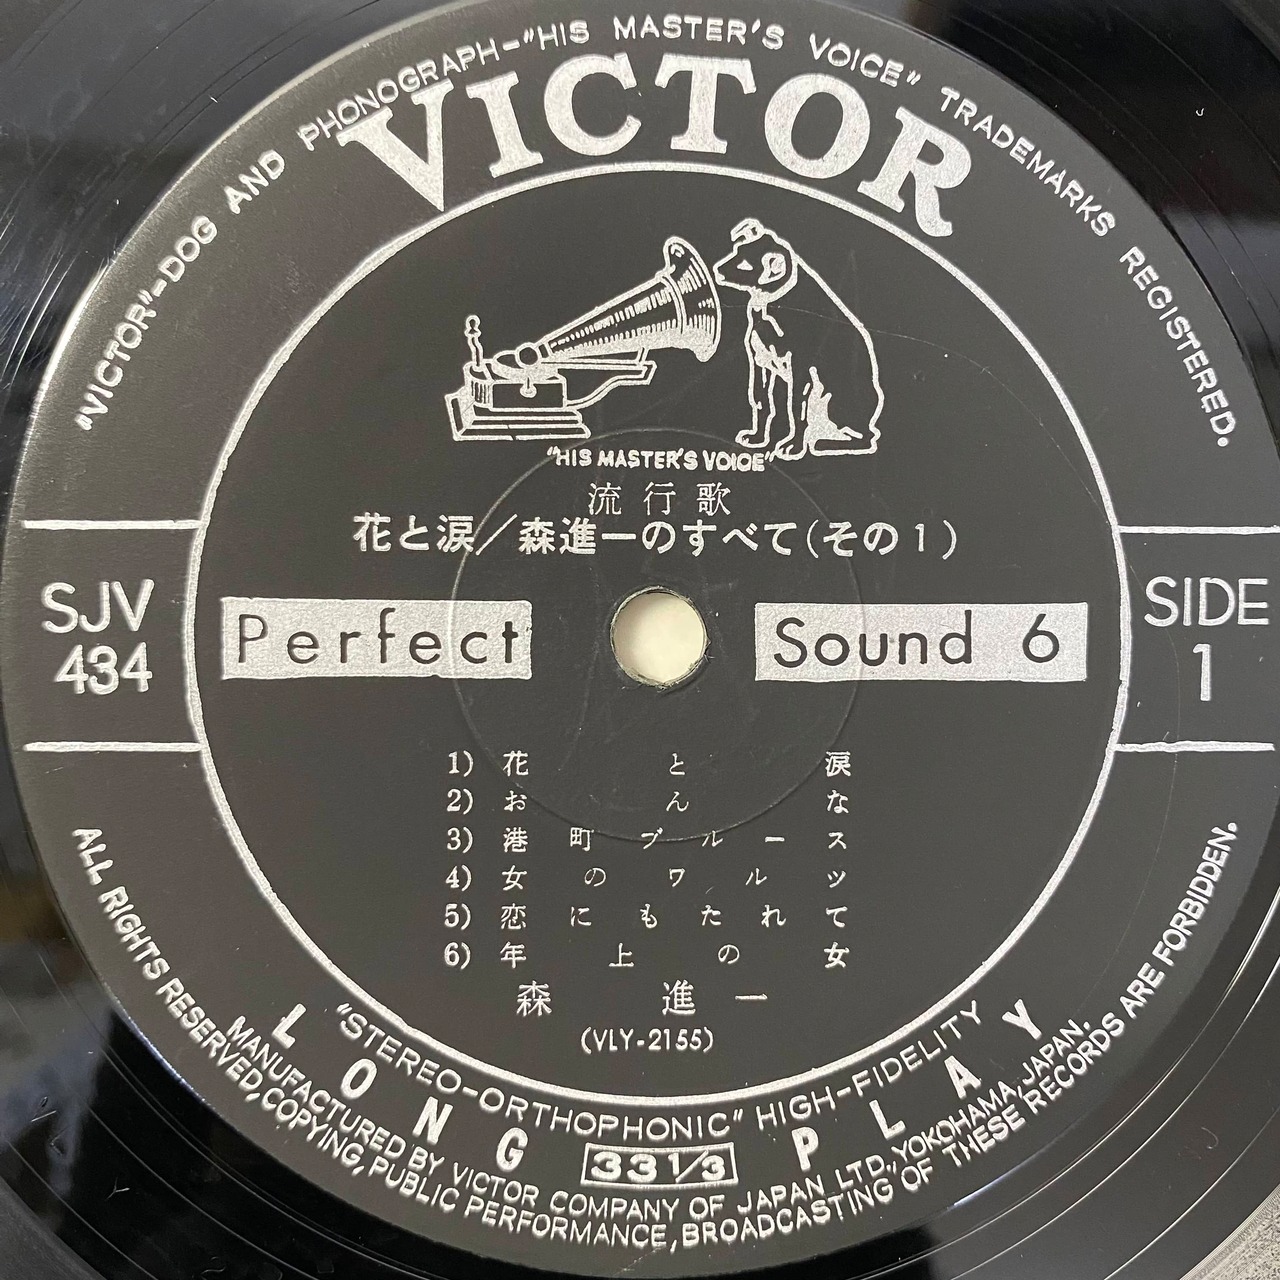 "VICTOR"-DOG AND PHONOGRAPH-"HIS MASTER'S VOICE" TRADEMARKS REGISTERED.
VICTOR
"HIS MASTER'S VOICE"
流行歌
花と涙／森進一のすべて(その1)
SJV
434
Perfect Sound 6
SIDE
1
1) 花と涙
2) おんな
3) 港町ブルース
4) 女のワルツ
5) 恋にもたれて
6) 年上の女
森進一
(VLY-2155)
"STEREO-ORTHOPHONIC" HIGH-FIDELITY
LONG PLAY
33 1/3
MANUFACTURED BY VICTOR COMPANY OF JAPAN LTD., YOKOHAMA, JAPAN.
ALL RIGHTS RESERVED, COPYING, PUBLIC PERFORMANCE, BROADCASTING OF THESE RECORDS ARE FORBIDDEN.